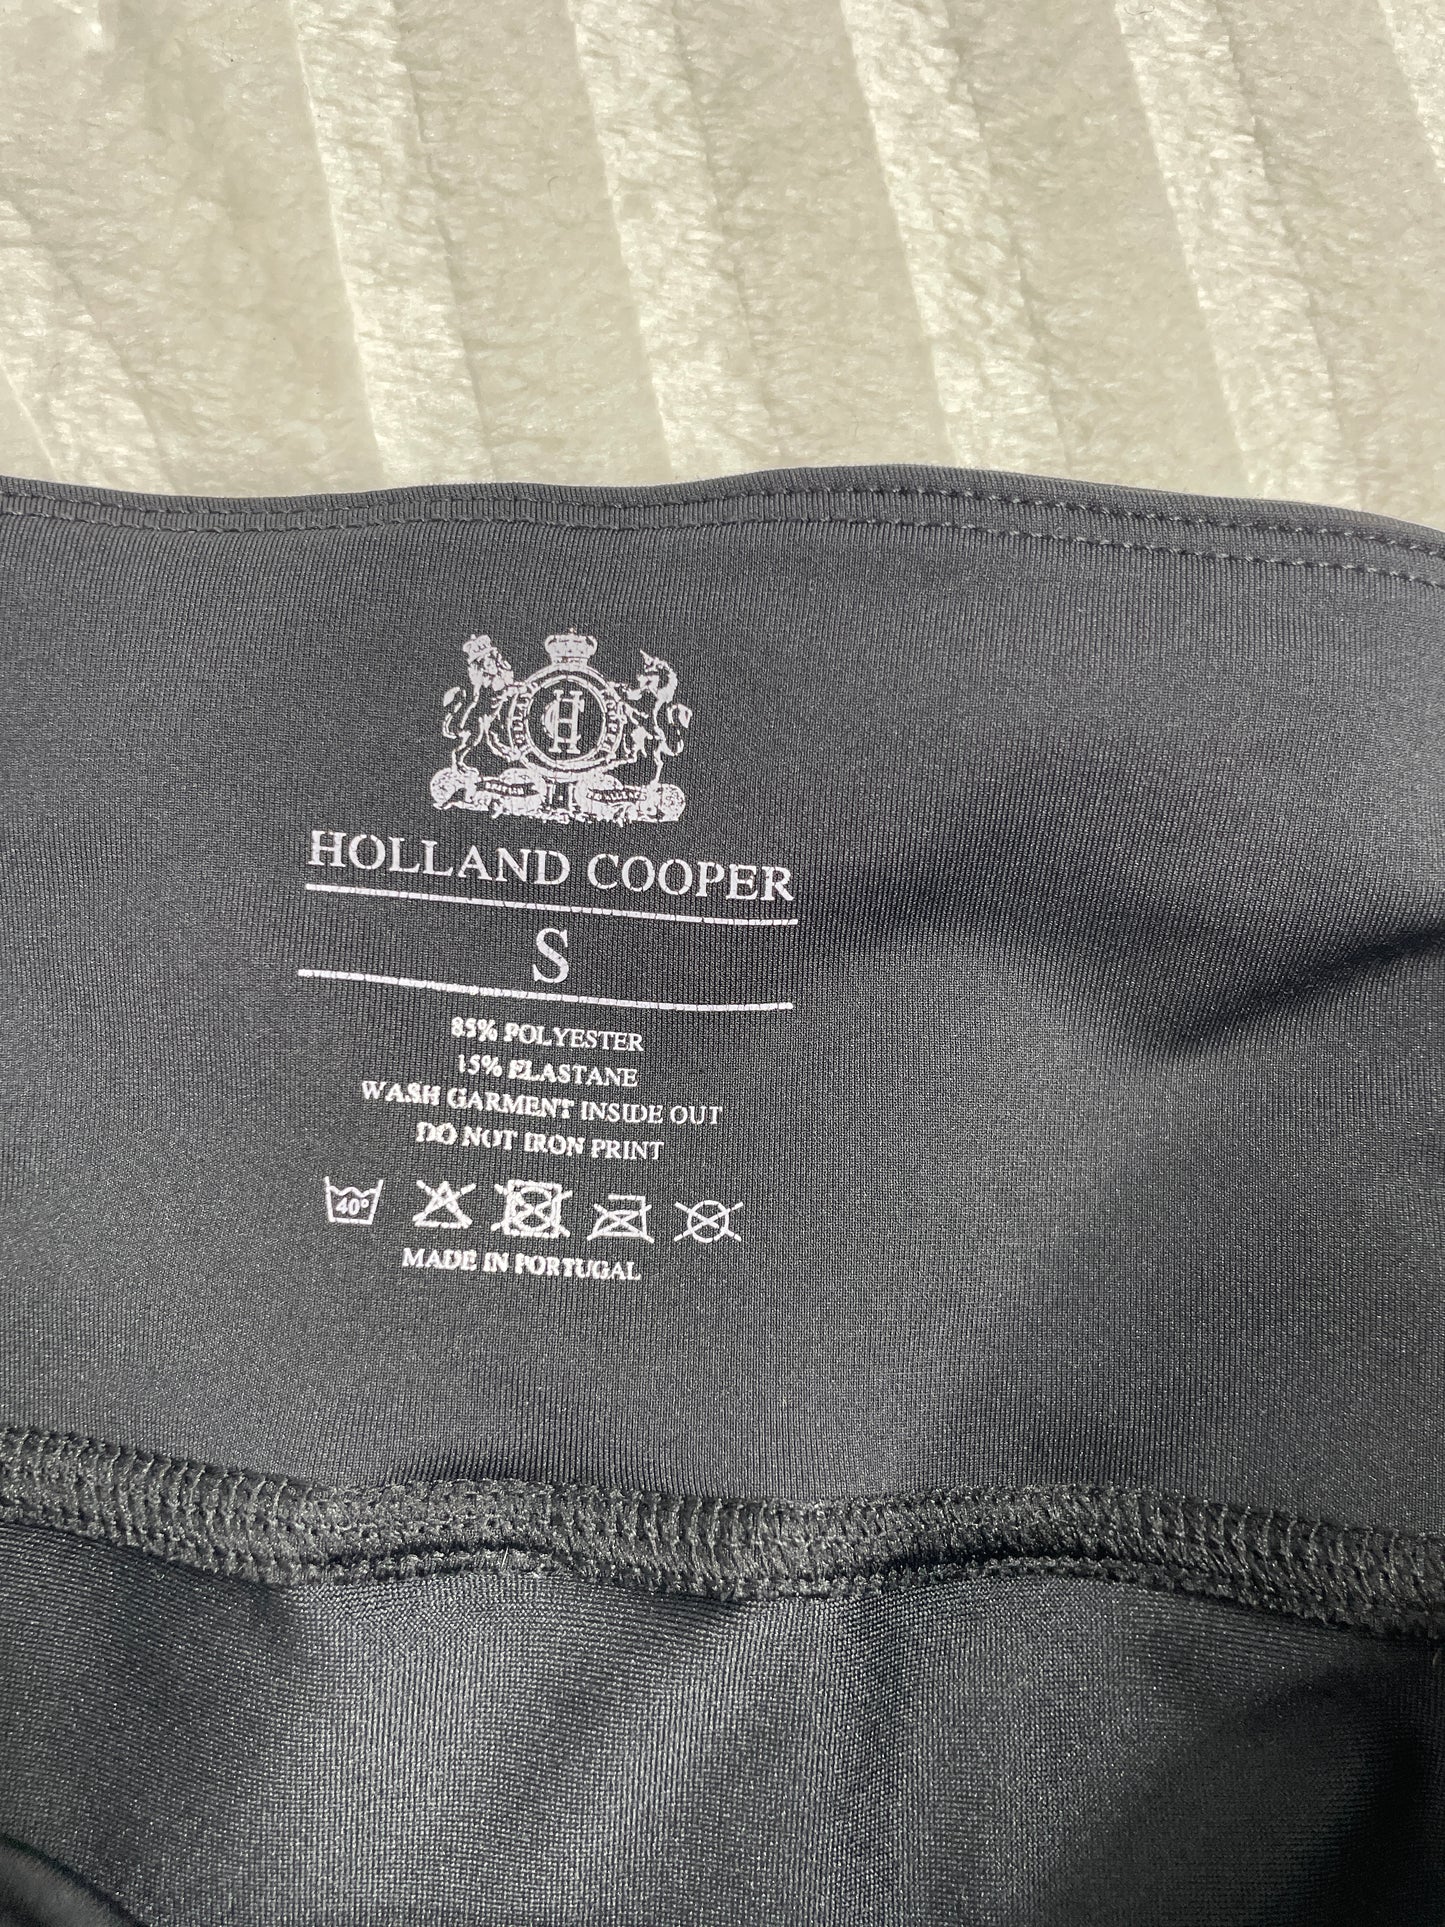 HOLLAND COOPER
S
85% POLYESTER
15% ELASTANE
WASH GARMENT INSIDE OUT
DO NOT IRON PRINT
40°
MADE IN PORTUGAL